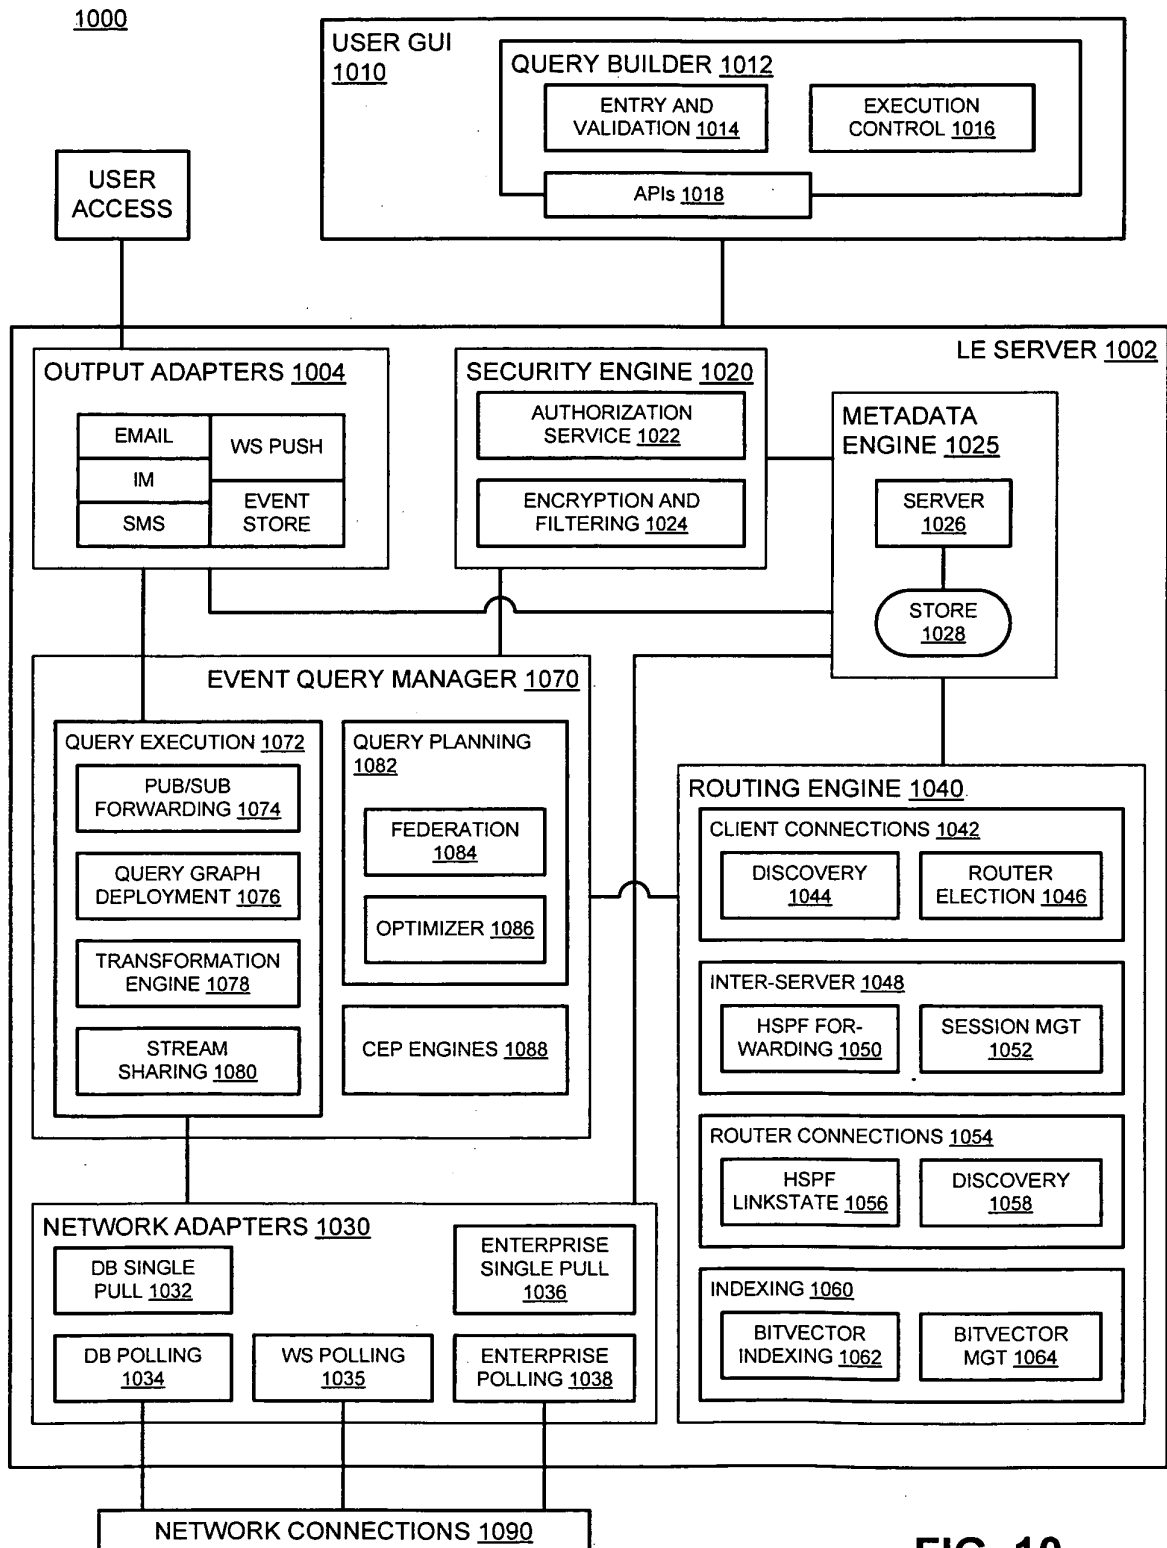 1000
USER GUI
1010
QUERY BUILDER 1012
ENTRY AND
VALIDATION 1014
EXECUTION
CONTROL 1016
APIs 1018
USER
ACCESS
LE SERVER 1002
OUTPUT ADAPTERS 1004
EMAIL
IM
SMS
WS PUSH
EVENT
STORE
SECURITY ENGINE 1020
AUTHORIZATION
SERVICE 1022
ENCRYPTION AND
FILTERING 1024
METADATA
ENGINE 1025
SERVER
1026
STORE
1028
EVENT QUERY MANAGER 1070
QUERY EXECUTION 1072
PUB/SUB
FORWARDING 1074
QUERY GRAPH
DEPLOYMENT 1076
TRANSFORMATION
ENGINE 1078
STREAM
SHARING 1080
QUERY PLANNING
1082
FEDERATION
1084
OPTIMIZER 1086
CEP ENGINES 1088
ROUTING ENGINE 1040
CLIENT CONNECTIONS 1042
DISCOVERY
1044
ROUTER
ELECTION 1046
INTER-SERVER 1048
HSPF FOR-
WARDING 1050
SESSION MGT
1052
ROUTER CONNECTIONS 1054
HSPF
LINKSTATE 1056
DISCOVERY
1058
INDEXING 1060
BITVECTOR
INDEXING 1062
BITVECTOR
MGT 1064
NETWORK ADAPTERS 1030
DB SINGLE
PULL 1032
ENTERPRISE
SINGLE PULL
1036
DB POLLING
1034
WS POLLING
1035
ENTERPRISE
POLLING 1038
NETWORK CONNECTIONS 1090
FIG. 10